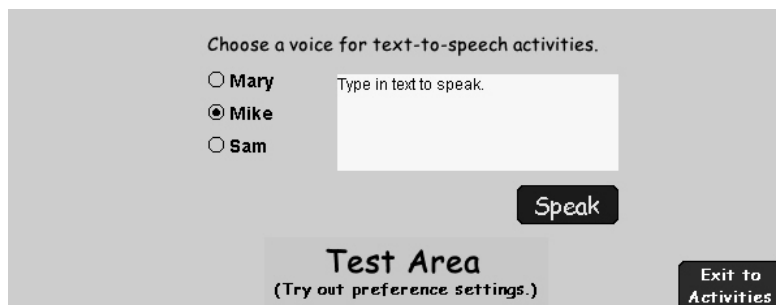 Choose a voice for text-to-speech activities.
Mary
Type in text to speak.
Mike
Sam
Speak
Test Area
(Try out preference settings.)
Exit to
Activities